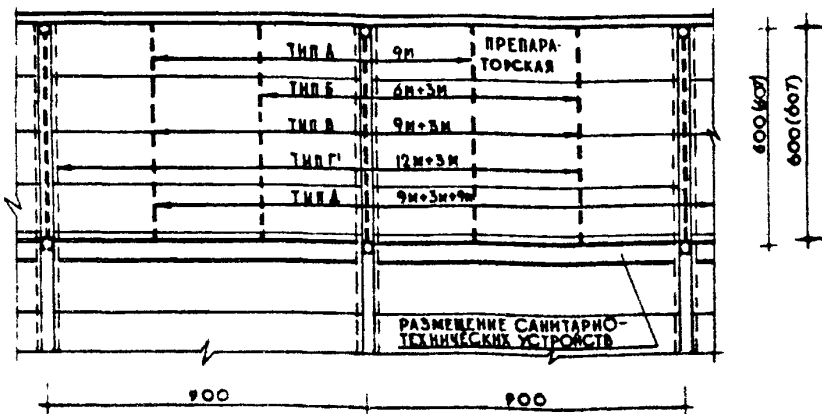 ТИП А 9М ПРЕПАРА-
ТОРСКАЯ
ТИП Б 6М+3М
ТИП В 9М+3М
ТИП Г 12М+3М
ТИП Д 9М+3М+9М
600(607)
600(607)
РАЗМЕЩЕНИЕ САНИТАРНО-
ТЕХНИЧЕСКИХ УСТРОЙСТВ
900 900